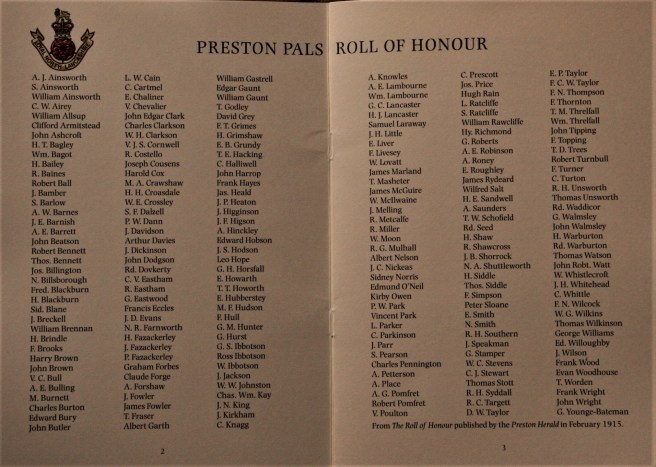 PRESTON PALS ROLL OF HONOUR
A. J. Ainsworth
S. Ainsworth
William Ainsworth
C. W. Airey
William Allsup
Clifford Armitstead
John Ashcroft
H. T. Bagley
Wm. Bagot
H. Bailey
R. Baines
Robert Ball
J. Bamber
S. Barlow
A. W. Barnes
J. E. Barnish
A. E. Barrett
John Beatson
Robert Bennett
Thos. Bennett
Jos. Billington
N. Billsborough
Fred. Blackburn
H. Blackburn
Sid. Blane
J. Breckell
William Brennan
H. Brindle
F. Brooks
Harry Brown
John Brown
V. C. Bull
A. E. Bulling
M. Burnett
Charles Burton
Edward Bury
John Butler
L. W. Cain
C. Cartmel
E. Chaliner
V. Chevalier
John Edgar Clark
Charles Clarkson
W. H. Clarkson
V. J. S. Cornwell
R. Costello
Joseph Cousens
Harold Cox
M. A. Crawshaw
H. H. Croasdale
W. E. Crossley
S. F. Dalzell
P. W. Dann
J. Davidson
Arthur Davies
J. Dickinson
John Dodgson
Rd. Dovkerty
C. V. Eastham
R. Eastham
G. Eastwood
Francis Eccles
J. D. Evans
N. R. Farnworth
H. Fazackerley
J. Fazackerley
P. Fazackerley
Graham Forbes
Claude Forge
A. Forshaw
J. Fowler
James Fowler
T. Fraser
Albert Garth
William Gastrell
Edgar Gaunt
William Gaunt
T. Godley
David Grey
F. T. Grimes
H. Grimshaw
E. B. Grundy
T. E. Hacking
C. Halliwell
John Harrop
Frank Hayes
Jas. Heald
J. P. Heaton
J. Higginson
J. F. Higson
A. Hinckley
Edward Hobson
J. S. Hodson
Leo Hope
G. H. Horsfall
E. Howarth
T. T. Howorth
E. Hubberstey
M. F. Hudson
F. Hull
G. M. Hunter
G. Hurst
G. S. Ibbotson
Ross Ibbotson
W. Ibbotson
J. Jackson
W. W. Johnston
Chas. Wm. Kay
J. N. King
J. Kirkham
C. Knagg
2
A. Knowles
A. E. Lambourne
Wm. Lambourne
G. C. Lancaster
H. J. Lancaster
Samuel Laraway
J. H. Little
E. Liver
F. Livesey
W. Lovatt
James Marland
T. Masheter
James McGuire
W. McIlwaine
J. Melling
R. Metcalfe
R. Miller
W. Moon
R. G. Mulhall
Albert Nelson
J. C. Nickeas
Sidney Norris
Edmund O'Neil
Kirby Owen
P. W. Park
Vincent Park
L. Parker
C. Parkinson
J. Parr
S. Pearson
Charles Pennington
A. Petterson
A. Place
A. G. Pomfret
Robert Pomfret
V. Poulton
C. Prescott
Jos. Price
Hugh Rain
L. Ratcliffe
S. Ratcliffe
William Rawcliffe
Hy. Richmond
G. Roberts
A. E. Robinson
A. Roney
E. Roughley
James Rydeard
Wilfred Salt
H. E. Sandwell
A. Saunders
T. W. Schofield
Rd. Seed
H. Shaw
R. Shawcross
J. B. Shorrock
N. A. Shuttleworth
H. Siddle
Thos. Siddle
F. Simpson
Peter Sloane
E. Smith
N. Smith
R. H. Southern
J. Speakman
G. Stamper
W. C. Stevens
C. J. Stewart
Thomas Stott
R. H. Syddall
R. C. Targett
D. W. Taylor
E. P. Taylor
F. C. W. Taylor
F. N. Thompson
F. Thornton
T. M. Threlfall
Wm. Threlfall
John Tipping
F. Topping
T. D. Trees
Robert Turnbull
F. Turner
C. Turton
R. H. Unsworth
Thomas Unsworth
Rd. Waddicor
G. Walmsley
John Walmsley
H. Warburton
Rd. Warburton
Thomas Watson
John Robt. Watt
W. Whistlecroft
J. H. Whitehead
C. Whittle
F. N. Wilcock
W. G. Wilkins
Thomas Wilkinson
George Williams
Ed. Willoughby
J. Wilson
Frank Wood
Evan Woodhouse
T. Worden
Frank Wright
John Wright
G. Younge-Bateman
From The Roll of Honour published by the Preston Herald in February 1915.
3